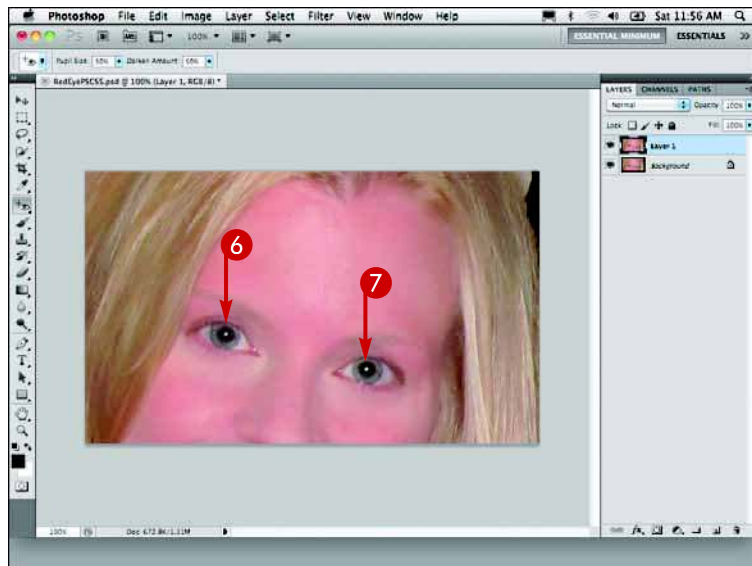 Photoshop File Edit Image Layer Select Filter View Window Help Sat 11:56 AM
Ps 100% ESSENTIAL MINIMUM ESSENTIALS >>
Pupil Size: 50% Darken Amount: 50%
RedEyePSCS5.psd @ 100% (Layer 1, RGB/8) *
LAYERS CHANNELS PATHS
Normal Opacity: 100%
Lock: Fill: 100%
Layer 1
Background
6
7
100% Doc: 672.8K/1.31M